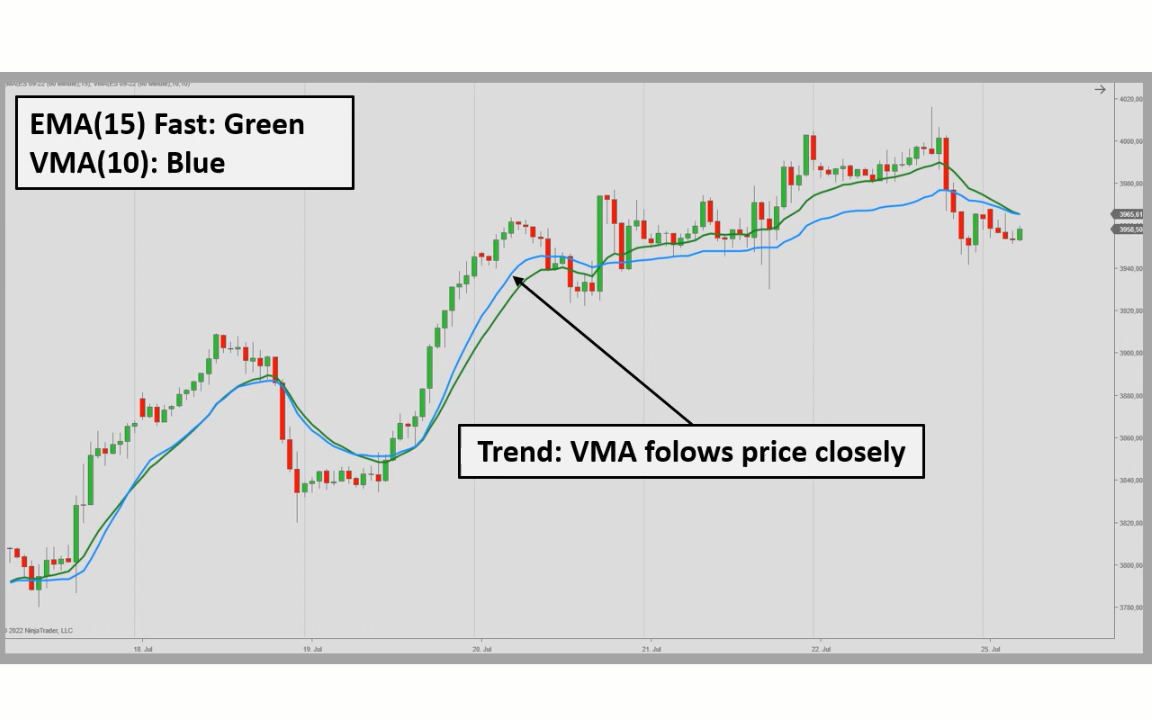 EMA(15) Fast: Green
VMA(10): Blue
4020,00
4000,00
3980,00
3965,61
3958,50
3940,00
3920,00
3900,00
3880,00
3860,00
3840,00
3820,00
3800,00
3780,00
Trend: VMA folows price closely
2022 NinjaTrader, LLC
18. Jul
19. Jul
20. Jul
21. Jul
22. Jul
25. Jul